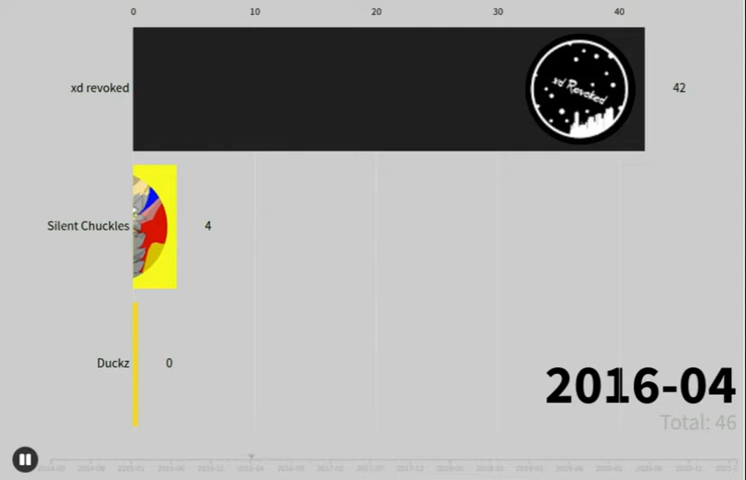 0 10 20 30 40
xd revoked 42
xd Revoked
Silent Chuckles 4
Duckz 0
2016-04
Total: 46